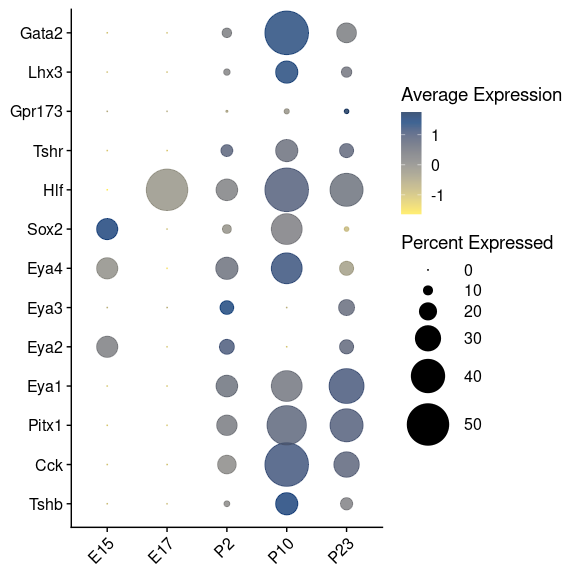 Gata2
Lhx3
Gpr173
Tshr
Hlf
Sox2
Eya4
Eya3
Eya2
Eya1
Pitx1
Cck
Tshb
E15
E17
P2
P10
P23
Average Expression
1
0
-1
Percent Expressed
0
10
20
30
40
50